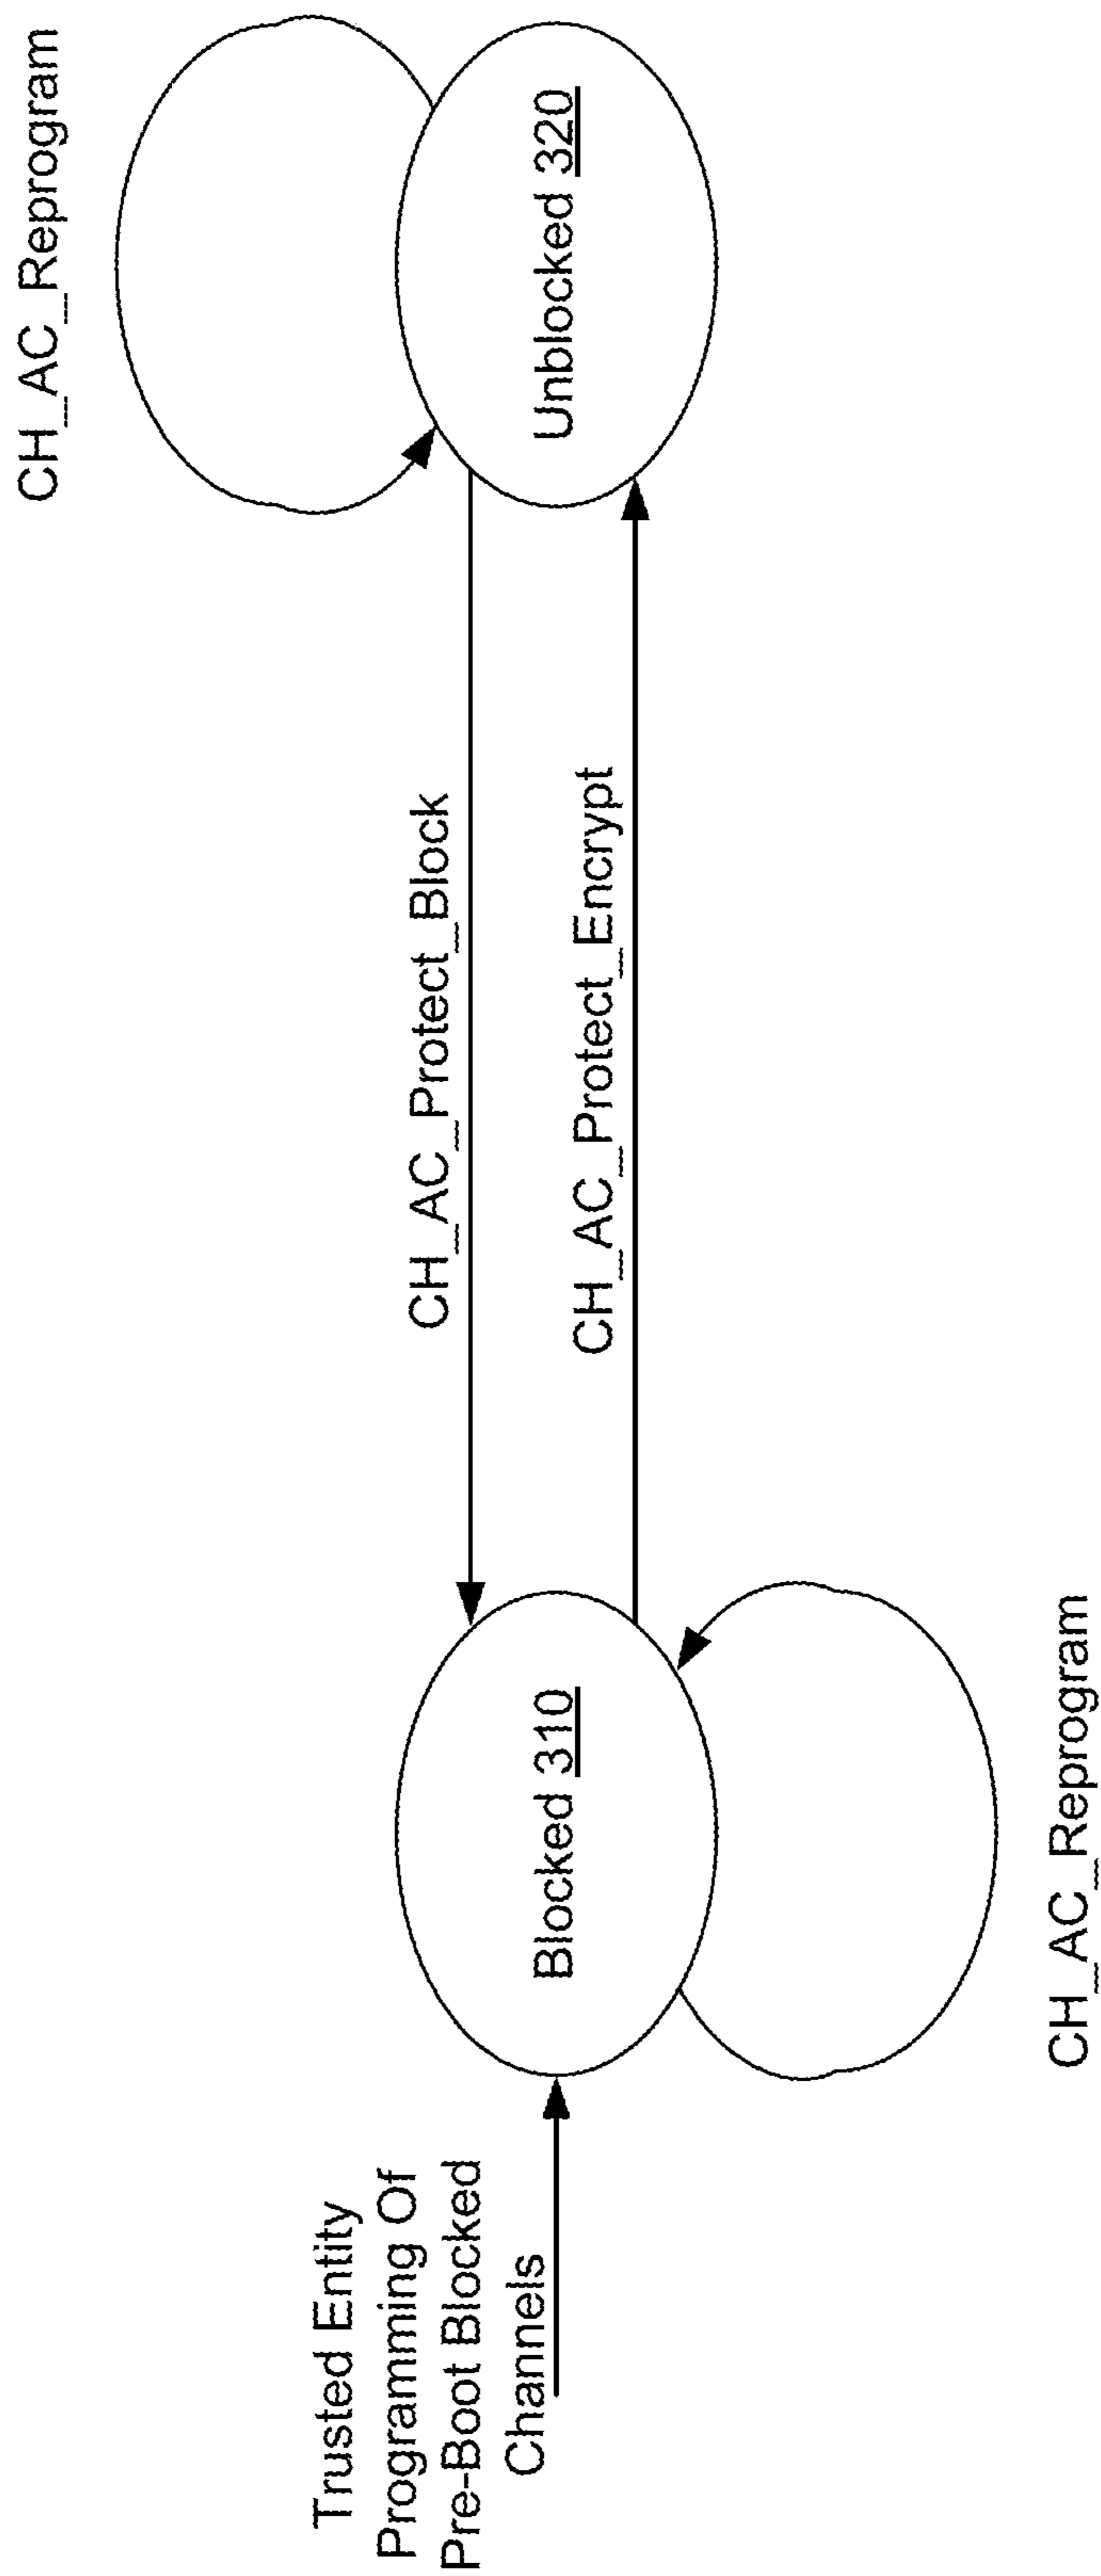 Trusted Entity
Programming Of
Pre-Boot Blocked
Channels
Blocked 310
CH_AC_Reprogram
CH_AC_Protect_Block
CH_AC_Protect_Encrypt
CH_AC_Reprogram
Unblocked 320